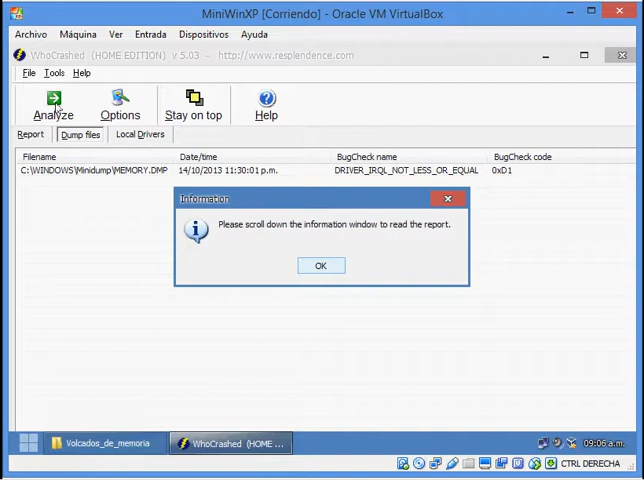 MiniWinXP [Corriendo] - Oracle VM VirtualBox
Archivo Máquina Ver Entrada Dispositivos Ayuda
WhoCrashed (HOME EDITION) v 5.03 - http://www.resplendence.com
File Tools Help
Analyze Options Stay on top Help
Report Dump files Local Drivers
Filename Date/time BugCheck name BugCheck code
C:\WINDOWS\Minidump\MEMORY.DMP 14/10/2013 11:30:01 p.m. DRIVER_IRQL_NOT_LESS_OR_EQUAL 0xD1
Information
Please scroll down the information window to read the report.
OK
Volcados_de_memoria WhoCrashed (HOME ... 09:06 a.m.
CTRL DERECHA